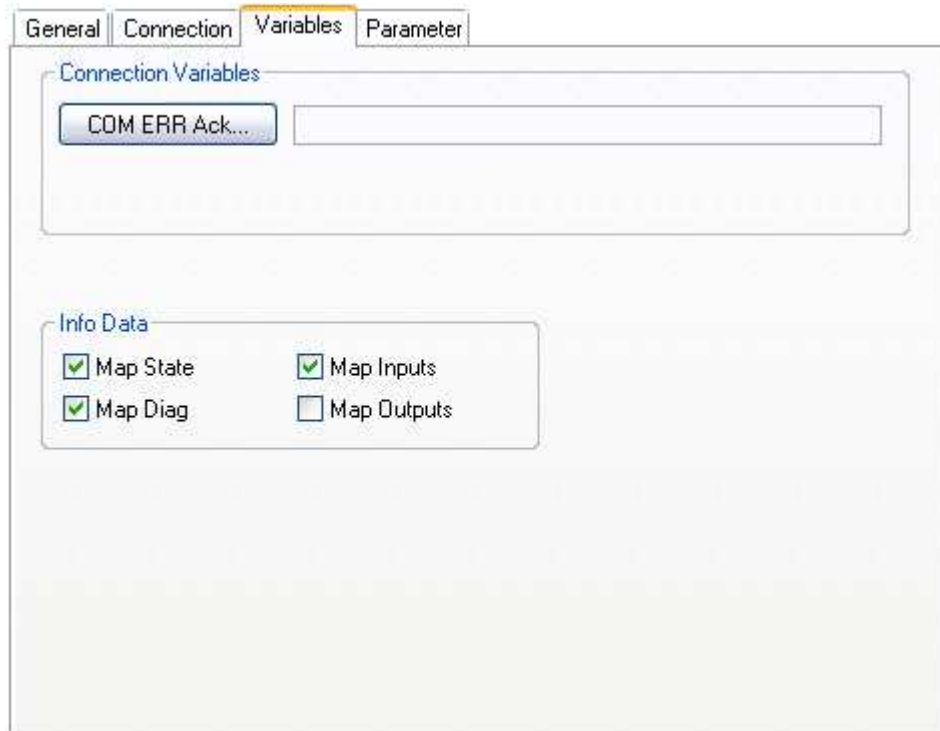 General Connection Variables Parameter
Connection Variables
COM ERR Ack...
Info Data
Map State Map Inputs
Map Diag Map Outputs